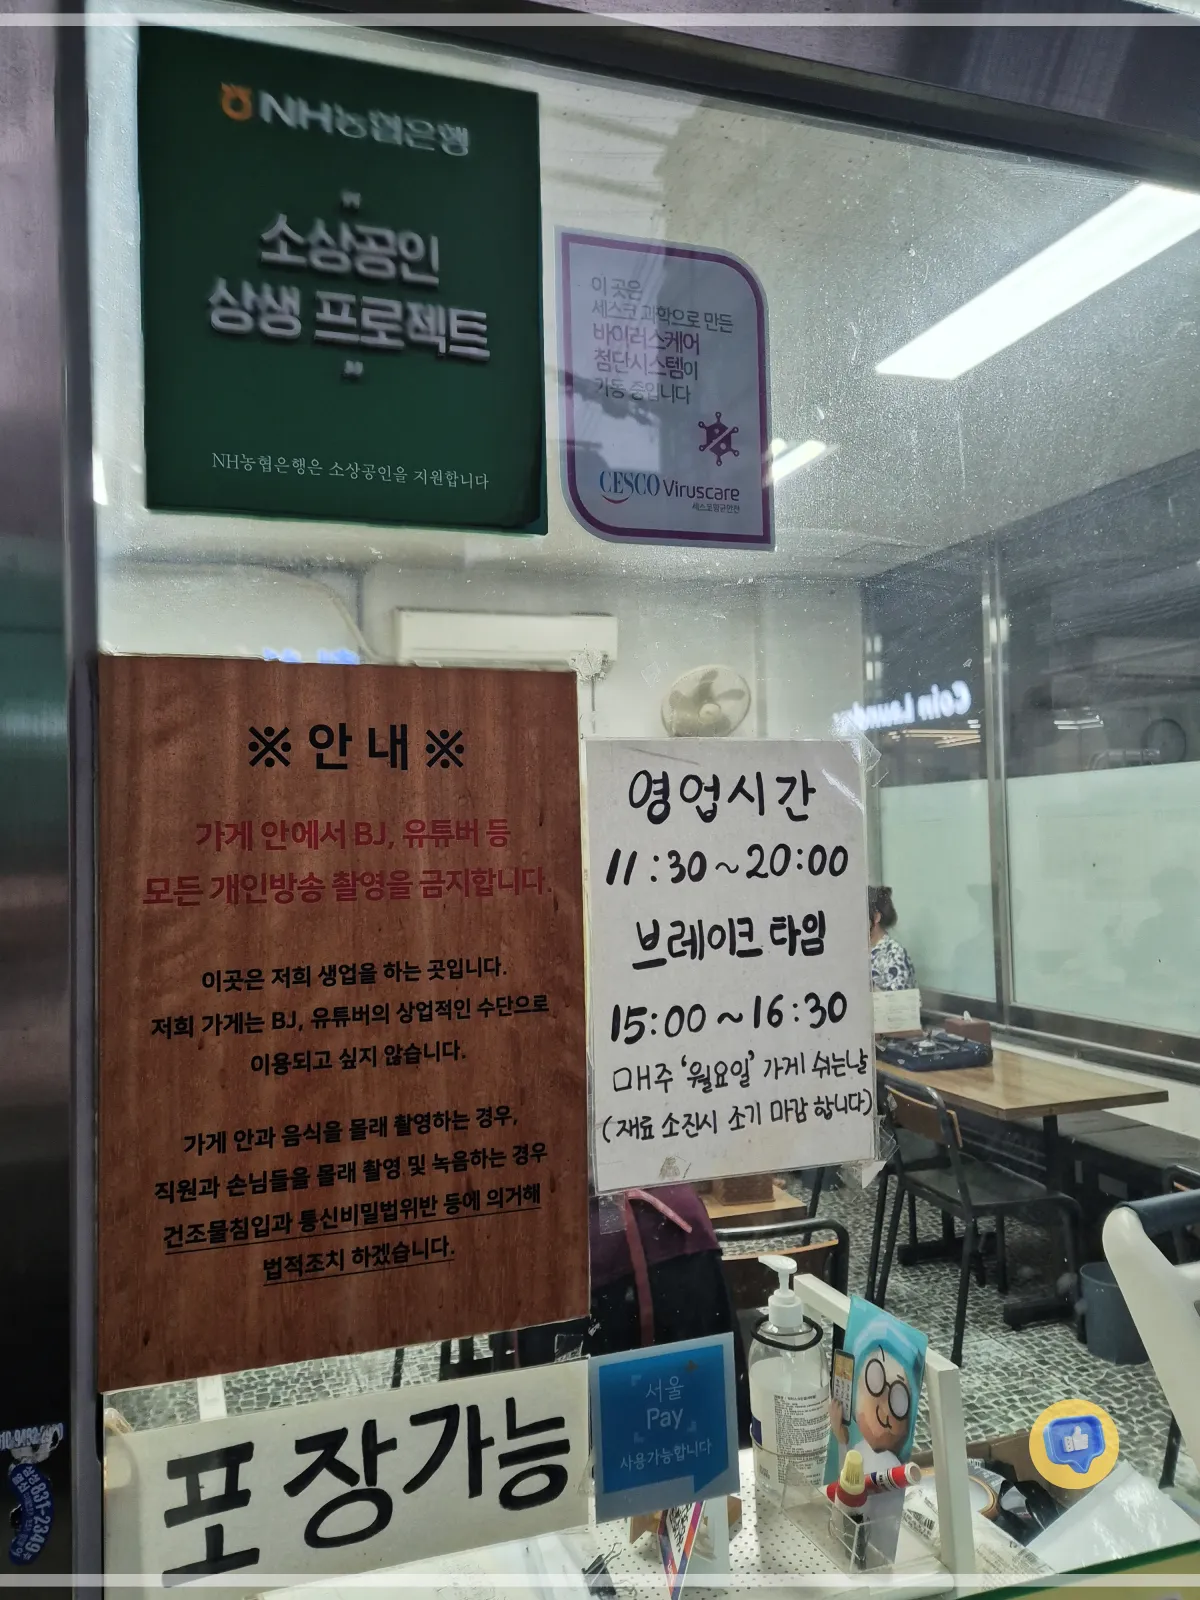 NH농협은행
"
소상공인
상생 프로젝트
"
NH농협은행은 소상공인을 지원합니다
이 곳은
세스코 과학으로 만든
바이러스케어
첨단시스템이
가동 중입니다
CESCO Viruscare
세스코멸균안전
Coin Laun
※ 안 내 ※
가게 안에서 BJ, 유튜버 등
모든 개인방송 촬영을 금지합니다.
이곳은 저희 생업을 하는 곳입니다.
저희 가게는 BJ, 유튜버의 상업적인 수단으로
이용되고 싶지 않습니다.
가게 안과 음식을 몰래 촬영하는 경우,
직원과 손님들을 몰래 촬영 및 녹음하는 경우
건조물침입과 통신비밀법위반 등에 의거해
법적조치 하겠습니다.
영업시간
11:30~20:00
브레이크 타임
15:00~16:30
매주 '월요일' 가게 쉬는날
(재료 소진시 조기 마감 합니다)
포장가능
서울
Pay
사용가능합니다
831-2349